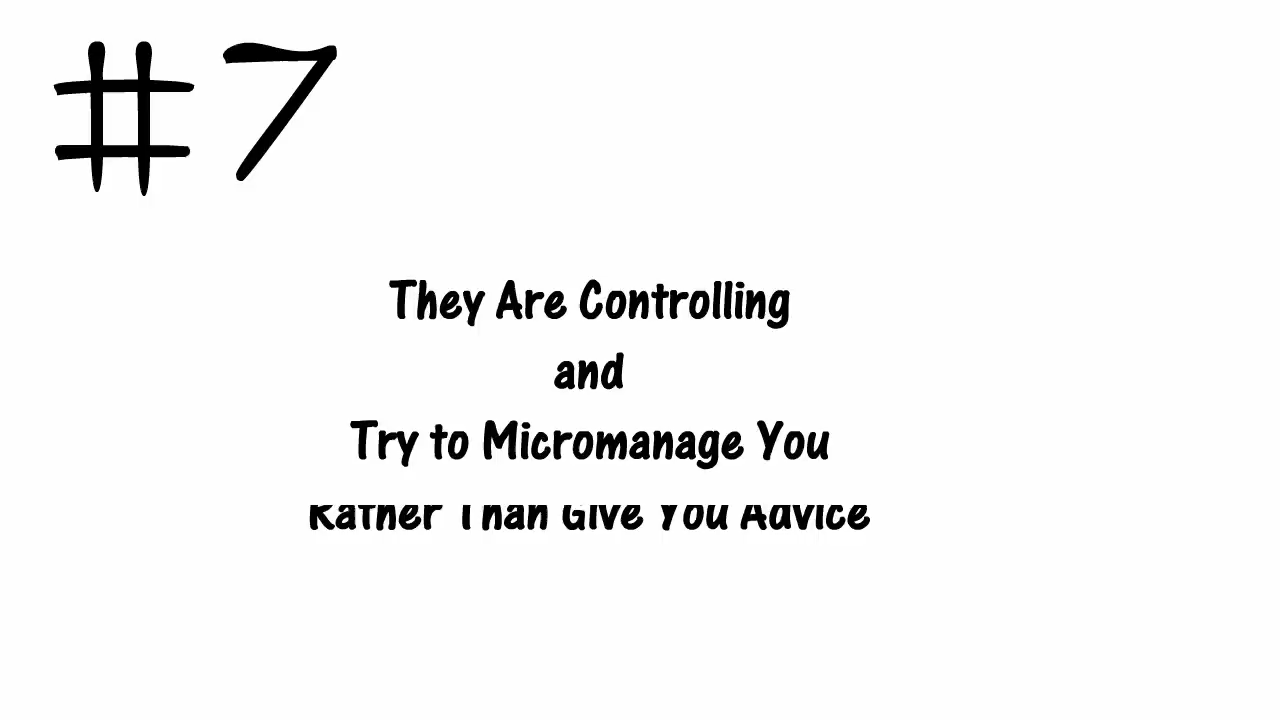 #7
They Are Controlling
and
Try to Micromanage You
Rather Than Give You Advice